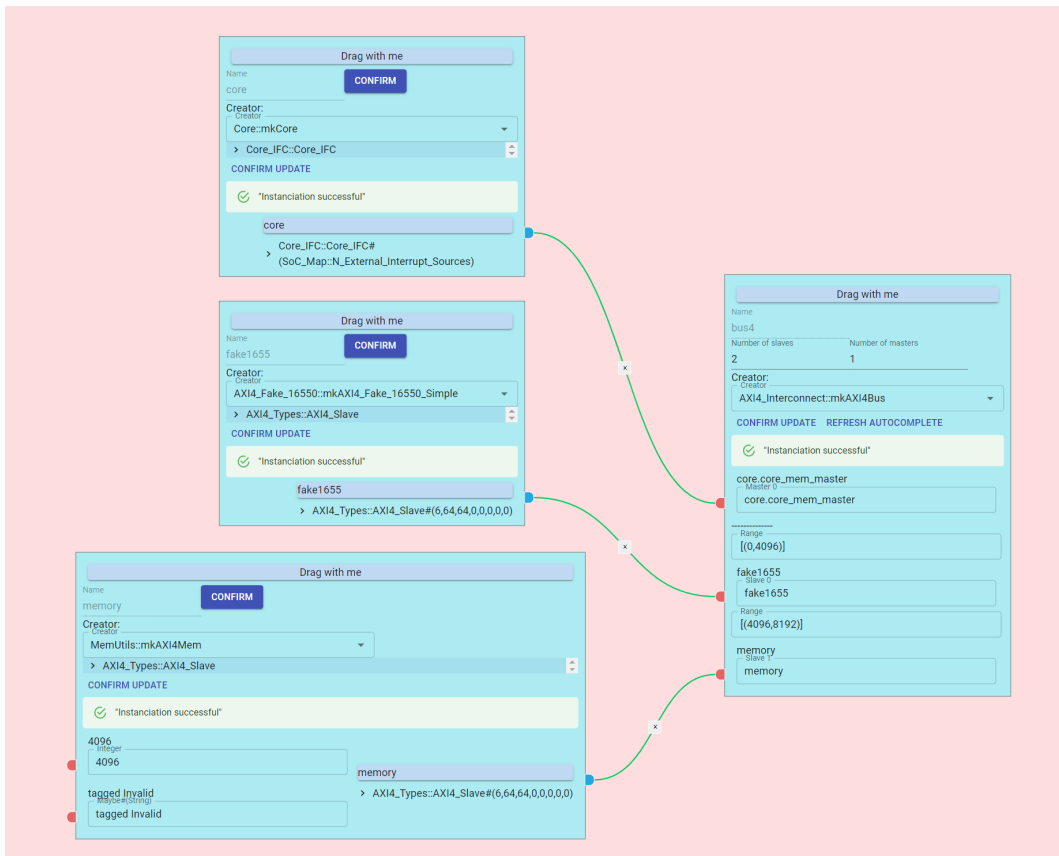 Drag with me
Name
core
CONFIRM
Creator:
Creator
Core::mkCore
Core_IFC::Core_IFC
CONFIRM UPDATE
"Instanciation successful"
core
Core_IFC::Core_IFC#
(SoC_Map::N_External_Interrupt_Sources)
Drag with me
Name
fake1655
CONFIRM
Creator:
Creator
AXI4_Fake_16550::mkAXI4_Fake_16550_Simple
AXI4_Types::AXI4_Slave
CONFIRM UPDATE
"Instanciation successful"
fake1655
AXI4_Types::AXI4_Slave#(6,64,64,0,0,0,0,0)
Drag with me
Name
memory
CONFIRM
Creator:
Creator
MemUtils::mkAXI4Mem
AXI4_Types::AXI4_Slave
CONFIRM UPDATE
"Instanciation successful"
4096
Integer
4096
tagged Invalid
Maybe#(String)
tagged Invalid
memory
AXI4_Types::AXI4_Slave#(6,64,64,0,0,0,0,0)
x
x
x
Drag with me
Name
bus4
Number of slaves Number of masters
2 1
Creator:
Creator
AXI4_Interconnect::mkAXI4Bus
CONFIRM UPDATE REFRESH AUTOCOMPLETE
"Instanciation successful"
core.core_mem_master
Master 0
core.core_mem_master
--------------
Range
[(0,4096)]
fake1655
Slave 0
fake1655
Range
[(4096,8192)]
memory
Slave 1
memory